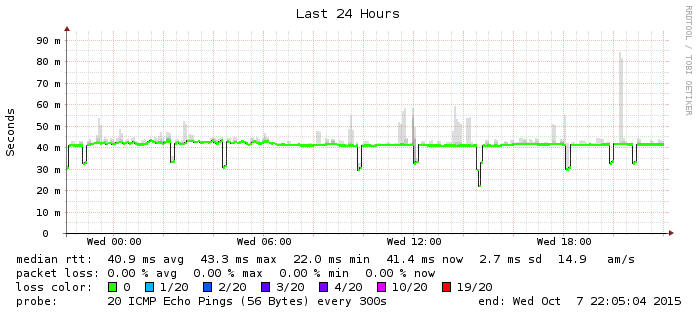 Last 24 Hours
RRDTOOL / TOBI OETIKER
Seconds
90 m
80 m
70 m
60 m
50 m
40 m
30 m
20 m
10 m
0
Wed 00:00 Wed 06:00 Wed 12:00 Wed 18:00
median rtt: 40.9 ms avg 43.3 ms max 22.0 ms min 41.4 ms now 2.7 ms sd 14.9 am/s
packet loss: 0.00 % avg 0.00 % max 0.00 % min 0.00 % now
loss color: 0 1/20 2/20 3/20 4/20 10/20 19/20
probe: 20 ICMP Echo Pings (56 Bytes) every 300s end: Wed Oct 7 22:05:04 2015